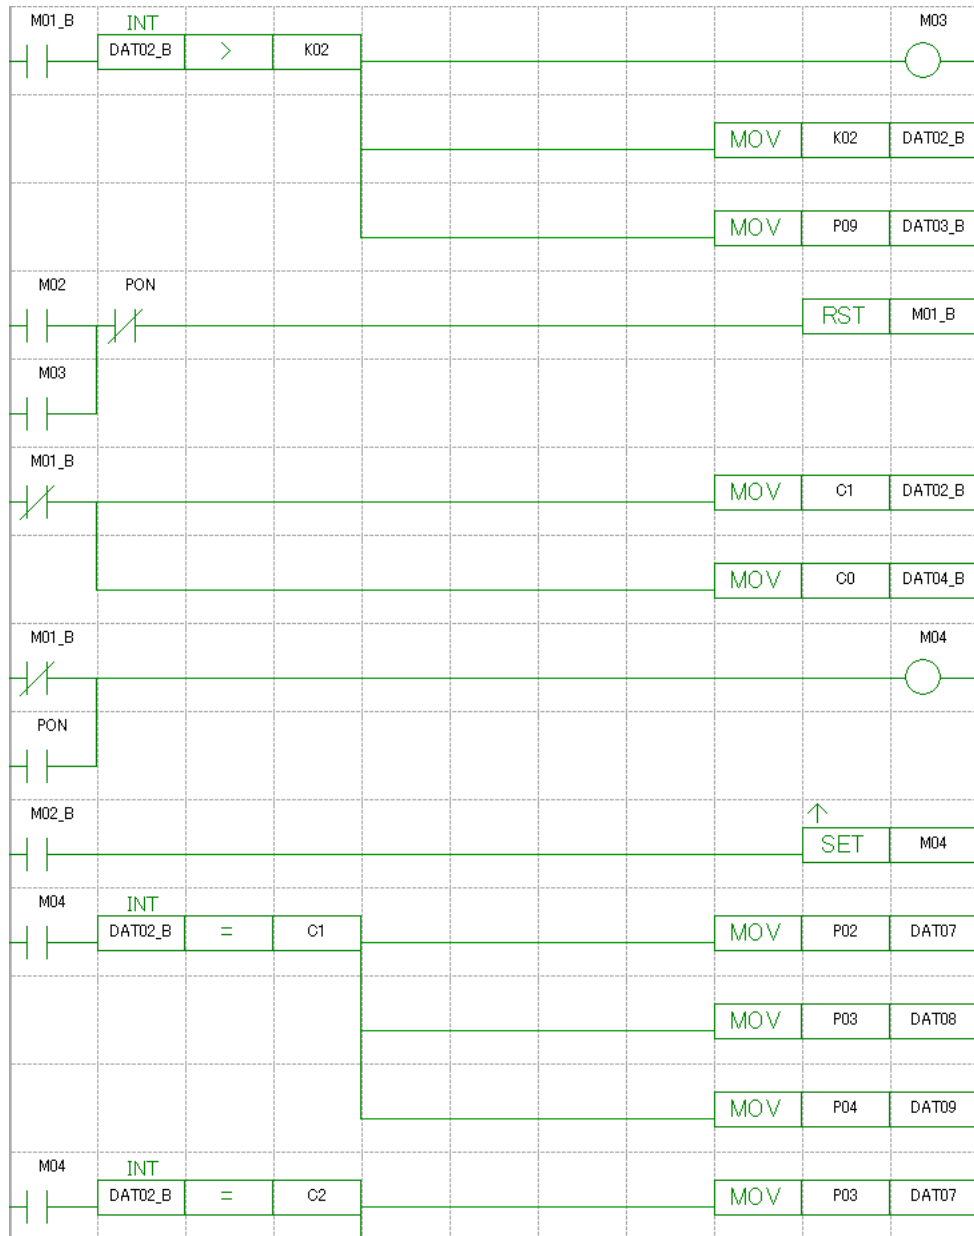 M01_B INT M03
DAT02_B > K02
MOV K02 DAT02_B
MOV P09 DAT03_B
M02 PON
RST M01_B
M03
M01_B
MOV C1 DAT02_B
MOV C0 DAT04_B
M01_B M04
PON
M02_B ↑
SET M04
M04 INT
DAT02_B = C1 MOV P02 DAT07
MOV P03 DAT08
MOV P04 DAT09
M04 INT
DAT02_B = C2 MOV P03 DAT07